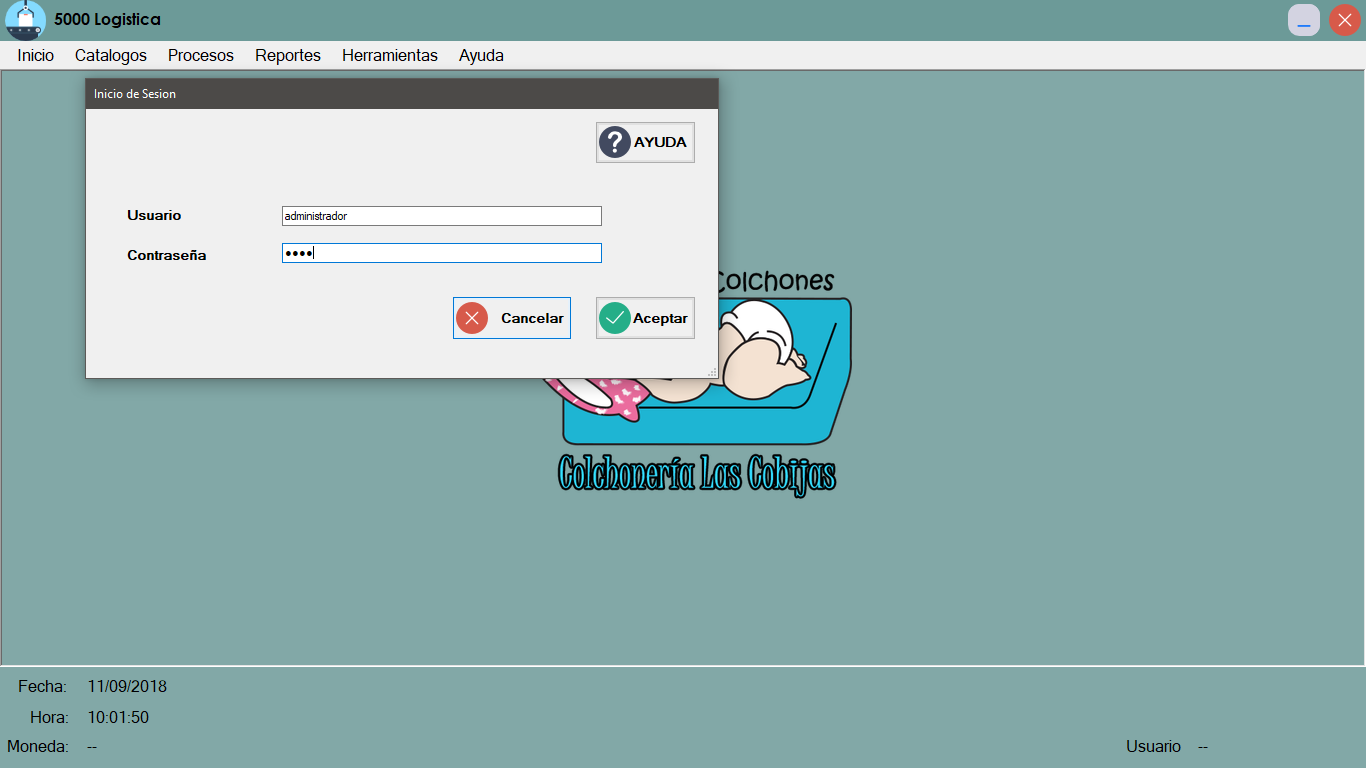 5000 Logistica
Inicio Catalogos Procesos Reportes Herramientas Ayuda
Inicio de Sesion
? AYUDA
Usuario administrador
Contraseña ••••
Cancelar Aceptar
Colchones
Colchonería Las Cobijas
Fecha: 11/09/2018
Hora: 10:01:50
Moneda: --
Usuario --